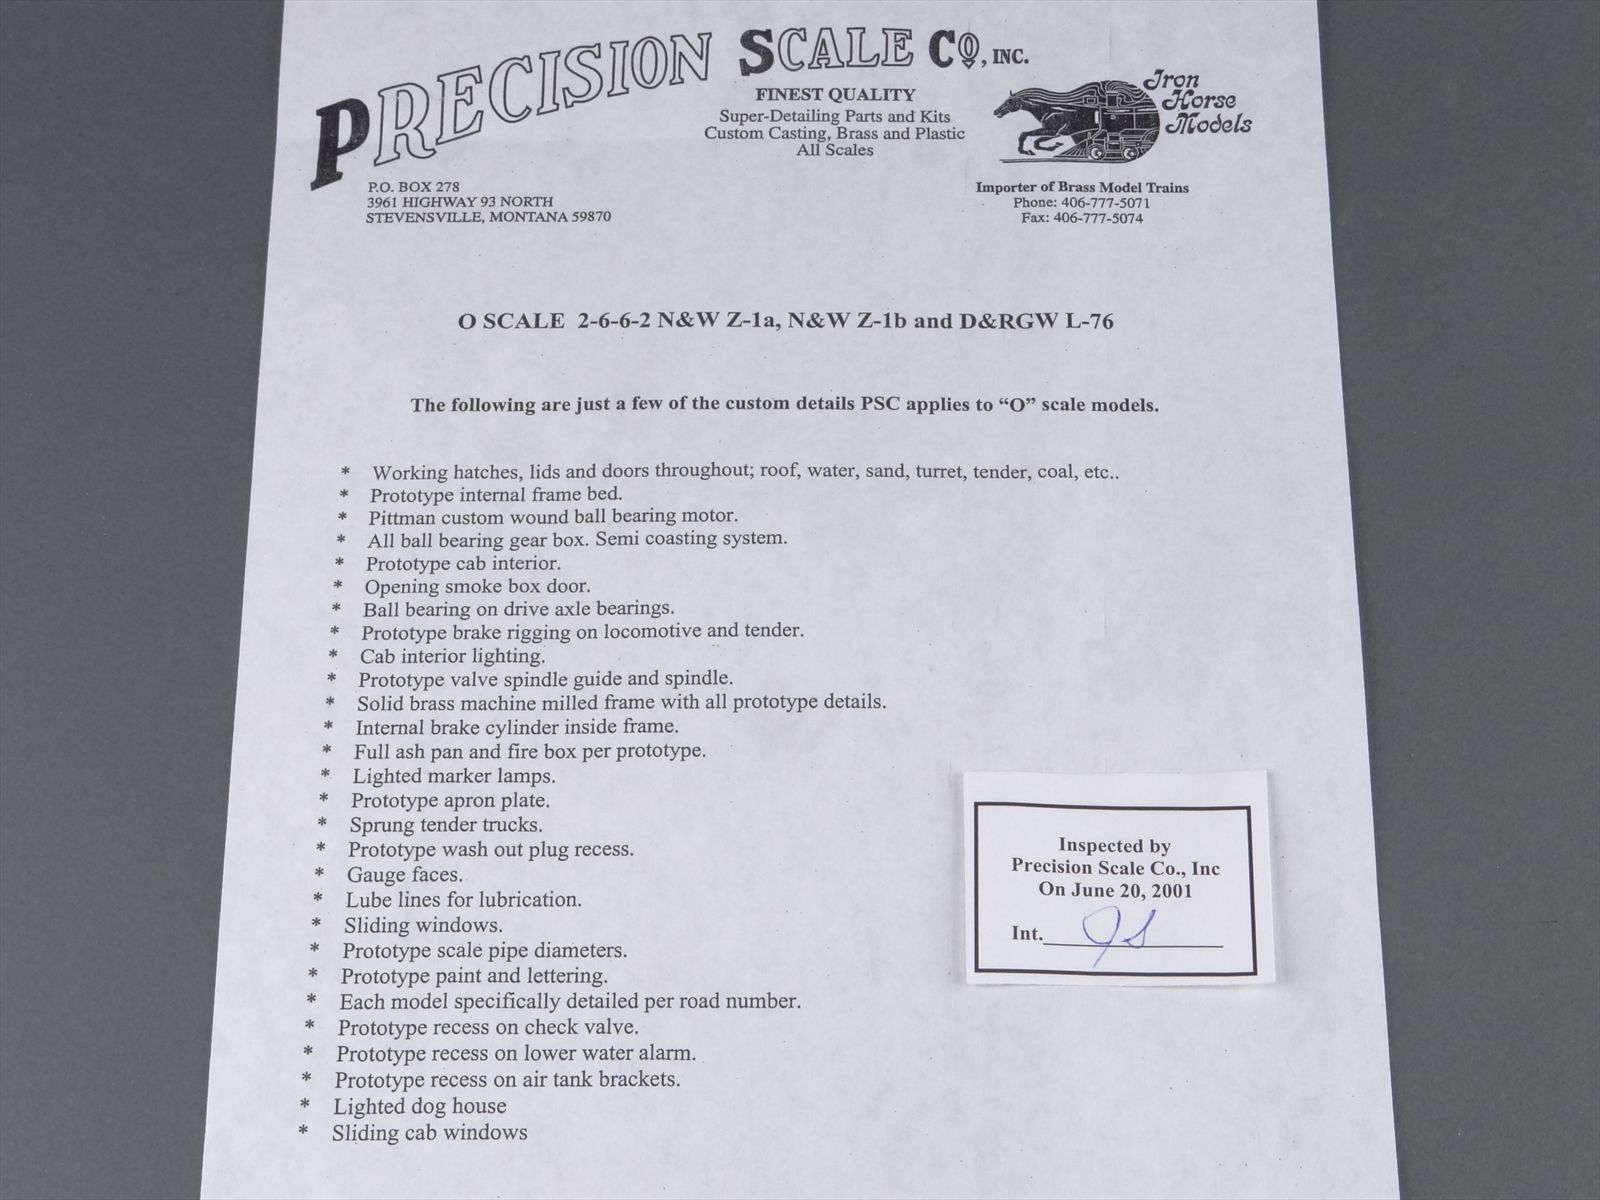 PRECISION SCALE CO, INC.
FINEST QUALITY
Super-Detailing Parts and Kits
Custom Casting, Brass and Plastic
All Scales
Iron
Horse
Models
P.O. BOX 278
3961 HIGHWAY 93 NORTH
STEVENSVILLE, MONTANA 59870
Importer of Brass Model Trains
Phone: 406-777-5071
Fax: 406-777-5074
O SCALE 2-6-6-2 N&W Z-1a, N&W Z-1b and D&RGW L-76
The following are just a few of the custom details PSC applies to “O” scale models.
* Working hatches, lids and doors throughout; roof, water, sand, turret, tender, coal, etc..
* Prototype internal frame bed.
* Pittman custom wound ball bearing motor.
* All ball bearing gear box. Semi coasting system.
* Prototype cab interior.
* Opening smoke box door.
* Ball bearing on drive axle bearings.
* Prototype brake rigging on locomotive and tender.
* Cab interior lighting.
* Prototype valve spindle guide and spindle.
* Solid brass machine milled frame with all prototype details.
* Internal brake cylinder inside frame.
* Full ash pan and fire box per prototype.
* Lighted marker lamps.
* Prototype apron plate.
* Sprung tender trucks.
* Prototype wash out plug recess.
* Gauge faces.
* Lube lines for lubrication.
* Sliding windows.
* Prototype scale pipe diameters.
* Prototype paint and lettering.
* Each model specifically detailed per road number.
* Prototype recess on check valve.
* Prototype recess on lower water alarm.
* Prototype recess on air tank brackets.
* Lighted dog house
* Sliding cab windows
Inspected by
Precision Scale Co., Inc
On June 20, 2001
Int.